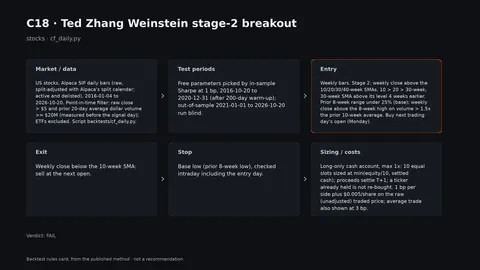 C18 · Ted Zhang Weinstein stage-2 breakout
stocks · cf_daily.py
Market / data
US stocks, Alpaca SIP daily bars (raw,
split-adjusted with Alpaca's split calendar;
active and delisted), 2016-01-04 to
2026-10-20. Point-in-time filter: raw close
> $5 and prior 20-day average dollar volume
>= $20M (measured before the signal day);
ETFs excluded. Script backtests/cf_daily.py.
Test periods
Free parameters picked by in-sample
Sharpe at 1 bp, 2016-10-20 to
2020-12-31 (after 200-day warm-up);
out-of-sample 2021-01-01 to 2026-10-20
run blind.
Entry
Weekly bars. Stage 2: weekly close above the
10/20/30/40-week SMAs, 10 > 20 > 30-week,
30-week SMA above its level 4 weeks earlier.
Prior 8-week range under 25% (base); weekly
close above the 8-week high on volume > 1.5x
the prior 10-week average. Buy next trading
day's open (Monday).
Exit
Weekly close below the 10-week SMA:
sell at the next open.
Stop
Base low (prior 8-week low), checked
intraday including the entry day.
Sizing / costs
Long-only cash account, max 1x: 10 equal
slots sized at min(equity/10, settled
cash); proceeds settle T+1; a ticker
already held is not re-bought. 1 bp per
side plus $0.005/share on the raw
(unadjusted) traded price; average trade
also shown at 3 bp.
Verdict: FAIL
Backtest rules card, from the published method · not a recommendation